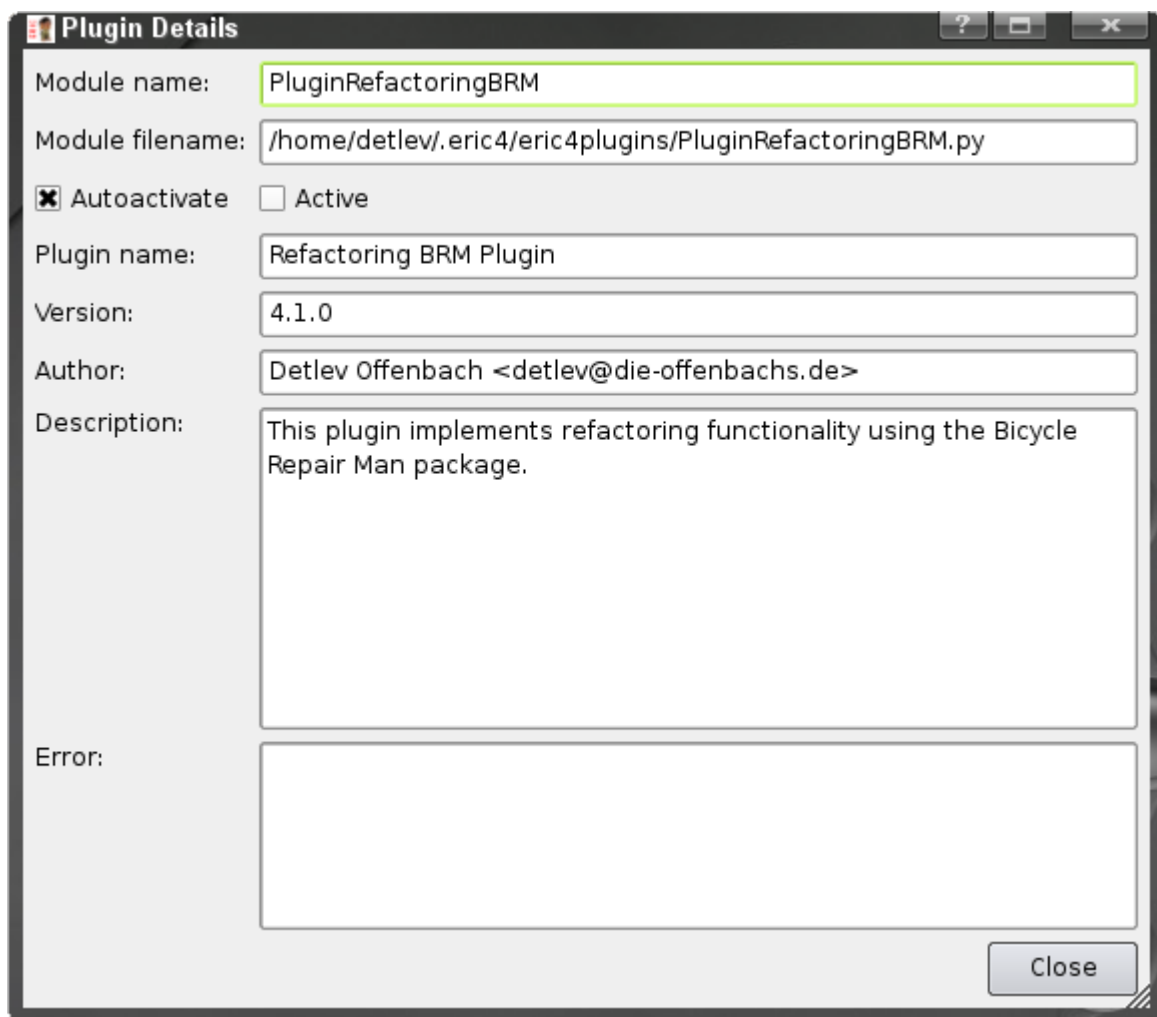 Plugin Details
Module name: PluginRefactoringBRM
Module filename: /home/detlev/.eric4/eric4plugins/PluginRefactoringBRM.py
Autoactivate Active
Plugin name: Refactoring BRM Plugin
Version: 4.1.0
Author: Detlev Offenbach <detlev@die-offenbachs.de>
Description: This plugin implements refactoring functionality using the Bicycle
Repair Man package.
Error:
Close